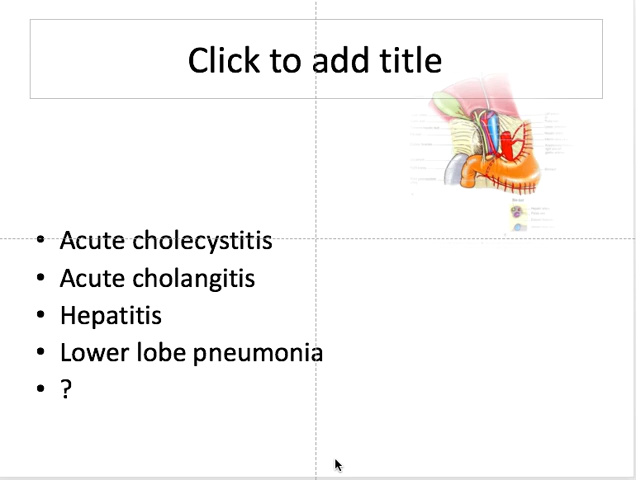 Click to add title
• Acute cholecystitis
• Acute cholangitis
• Hepatitis
• Lower lobe pneumonia
• ?